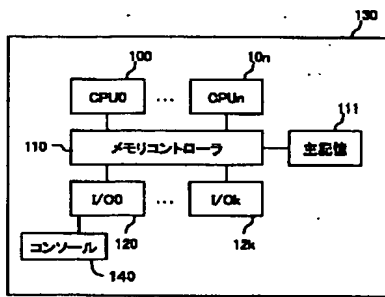 130
100
10n
CPU0 … CPUn
111
110
メモリコントローラ
主記憶
I/O0 … I/Ok
コンソール
120
12k
140